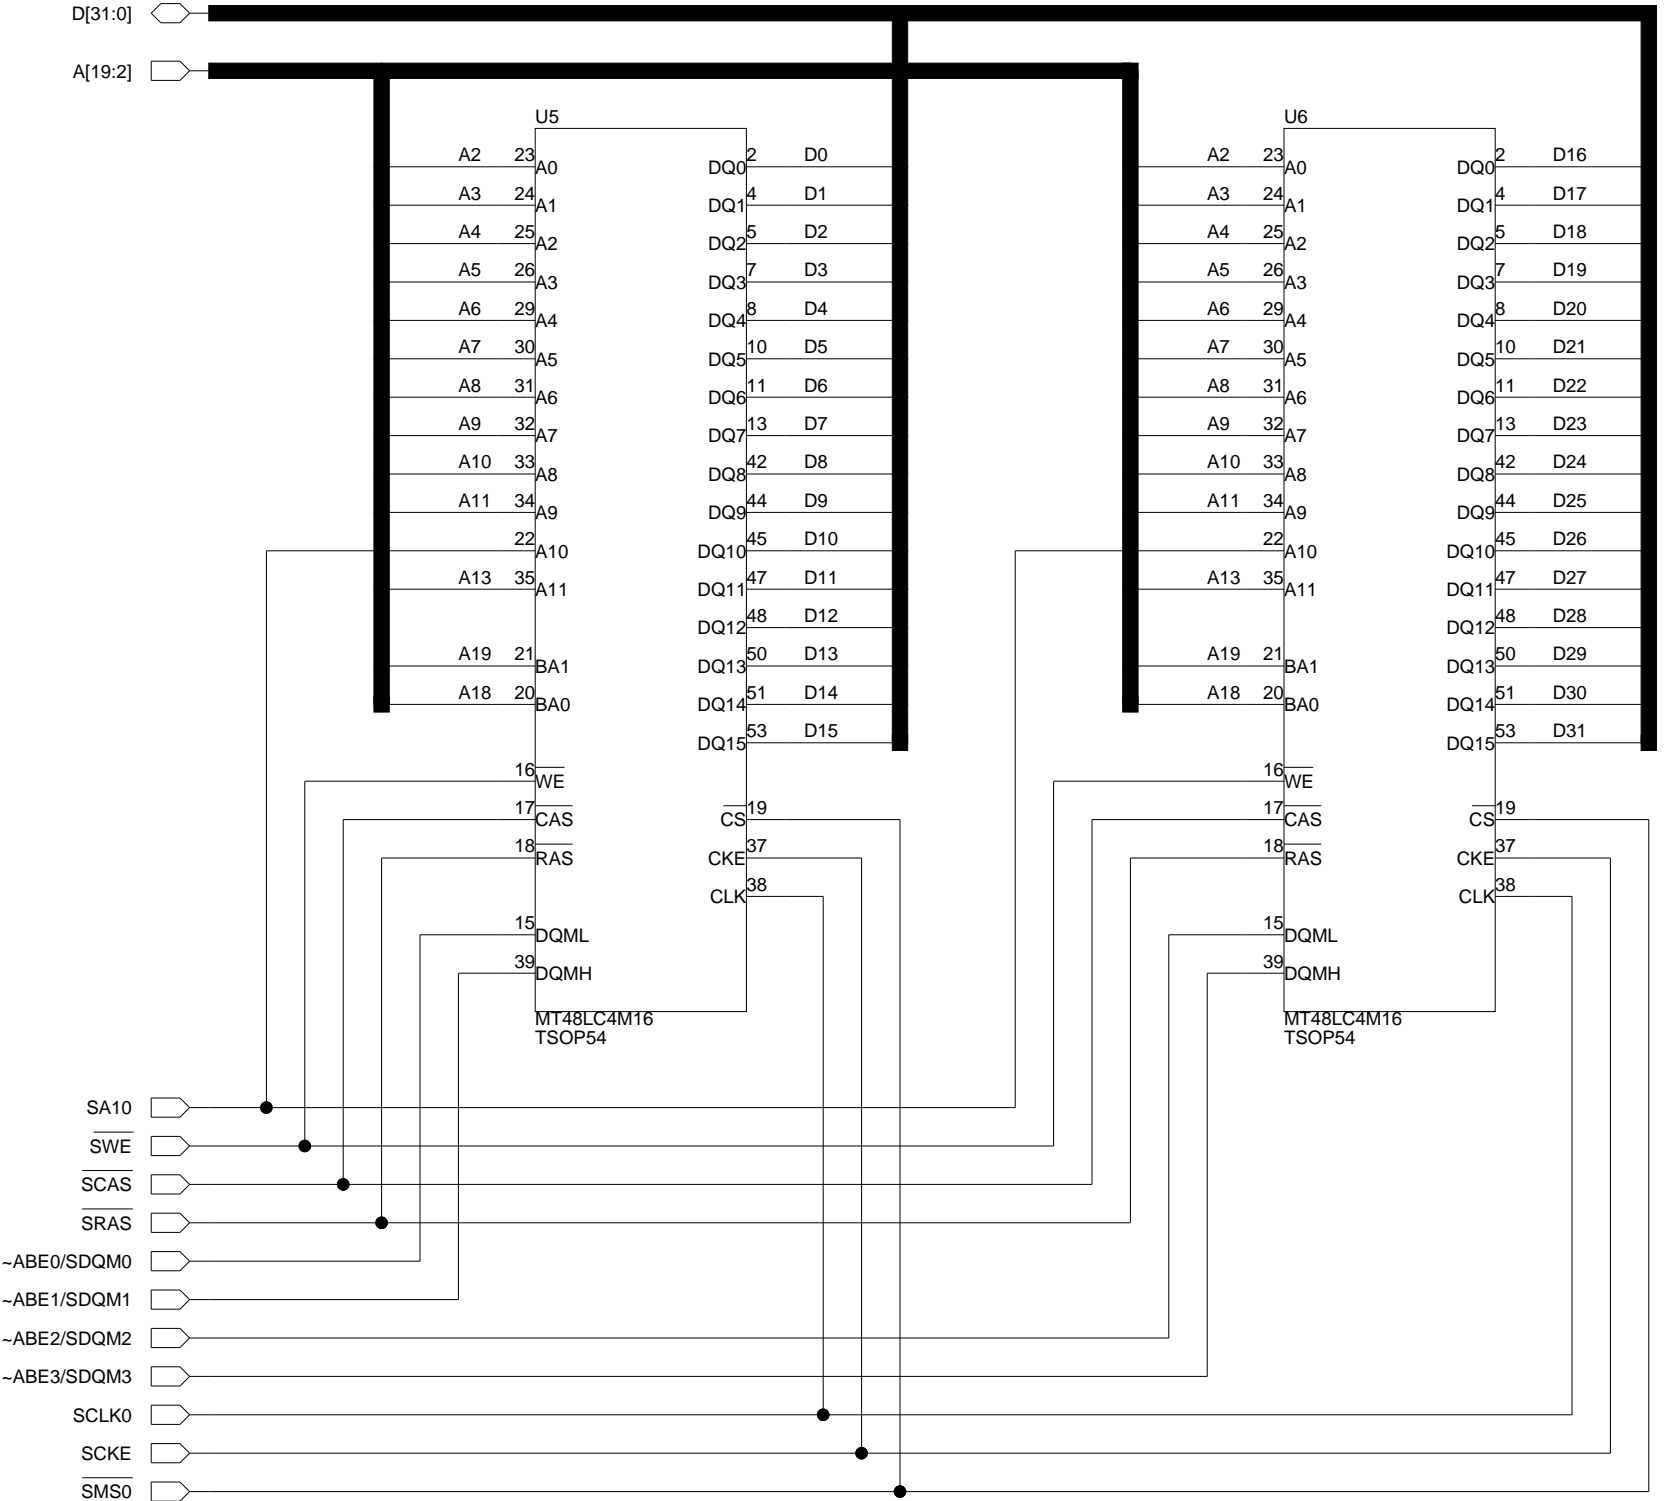 D[31:0]
A[19:2]
U5 U6
A2 23 A0 DQ0 2 D0 A2 23 A0 DQ0 2 D16
A3 24 A1 DQ1 4 D1 A3 24 A1 DQ1 4 D17
A4 25 A2 DQ2 5 D2 A4 25 A2 DQ2 5 D18
A5 26 A3 DQ3 7 D3 A5 26 A3 DQ3 7 D19
A6 29 A4 DQ4 8 D4 A6 29 A4 DQ4 8 D20
A7 30 A5 DQ5 10 D5 A7 30 A5 DQ5 10 D21
A8 31 A6 DQ6 11 D6 A8 31 A6 DQ6 11 D22
A9 32 A7 DQ7 13 D7 A9 32 A7 DQ7 13 D23
A10 33 A8 DQ8 42 D8 A10 33 A8 DQ8 42 D24
A11 34 A9 DQ9 44 D9 A11 34 A9 DQ9 44 D25
22 A10 DQ10 45 D10 22 A10 DQ10 45 D26
A13 35 A11 DQ11 47 D11 A13 35 A11 DQ11 47 D27
DQ12 48 D12 DQ12 48 D28
A19 21 BA1 DQ13 50 D13 A19 21 BA1 DQ13 50 D29
A18 20 BA0 DQ14 51 D14 A18 20 BA0 DQ14 51 D30
DQ15 53 D15 DQ15 53 D31
16 WE 16 WE
17 CAS CS 19 17 CAS CS 19
18 RAS CKE 37 18 RAS CKE 37
CLK 38 CLK 38
15 DQML 15 DQML
39 DQMH 39 DQMH
MT48LC4M16 MT48LC4M16
TSOP54 TSOP54
SA10
SWE
SCAS
SRAS
~ABE0/SDQM0
~ABE1/SDQM1
~ABE2/SDQM2
~ABE3/SDQM3
SCLK0
SCKE
SMS0